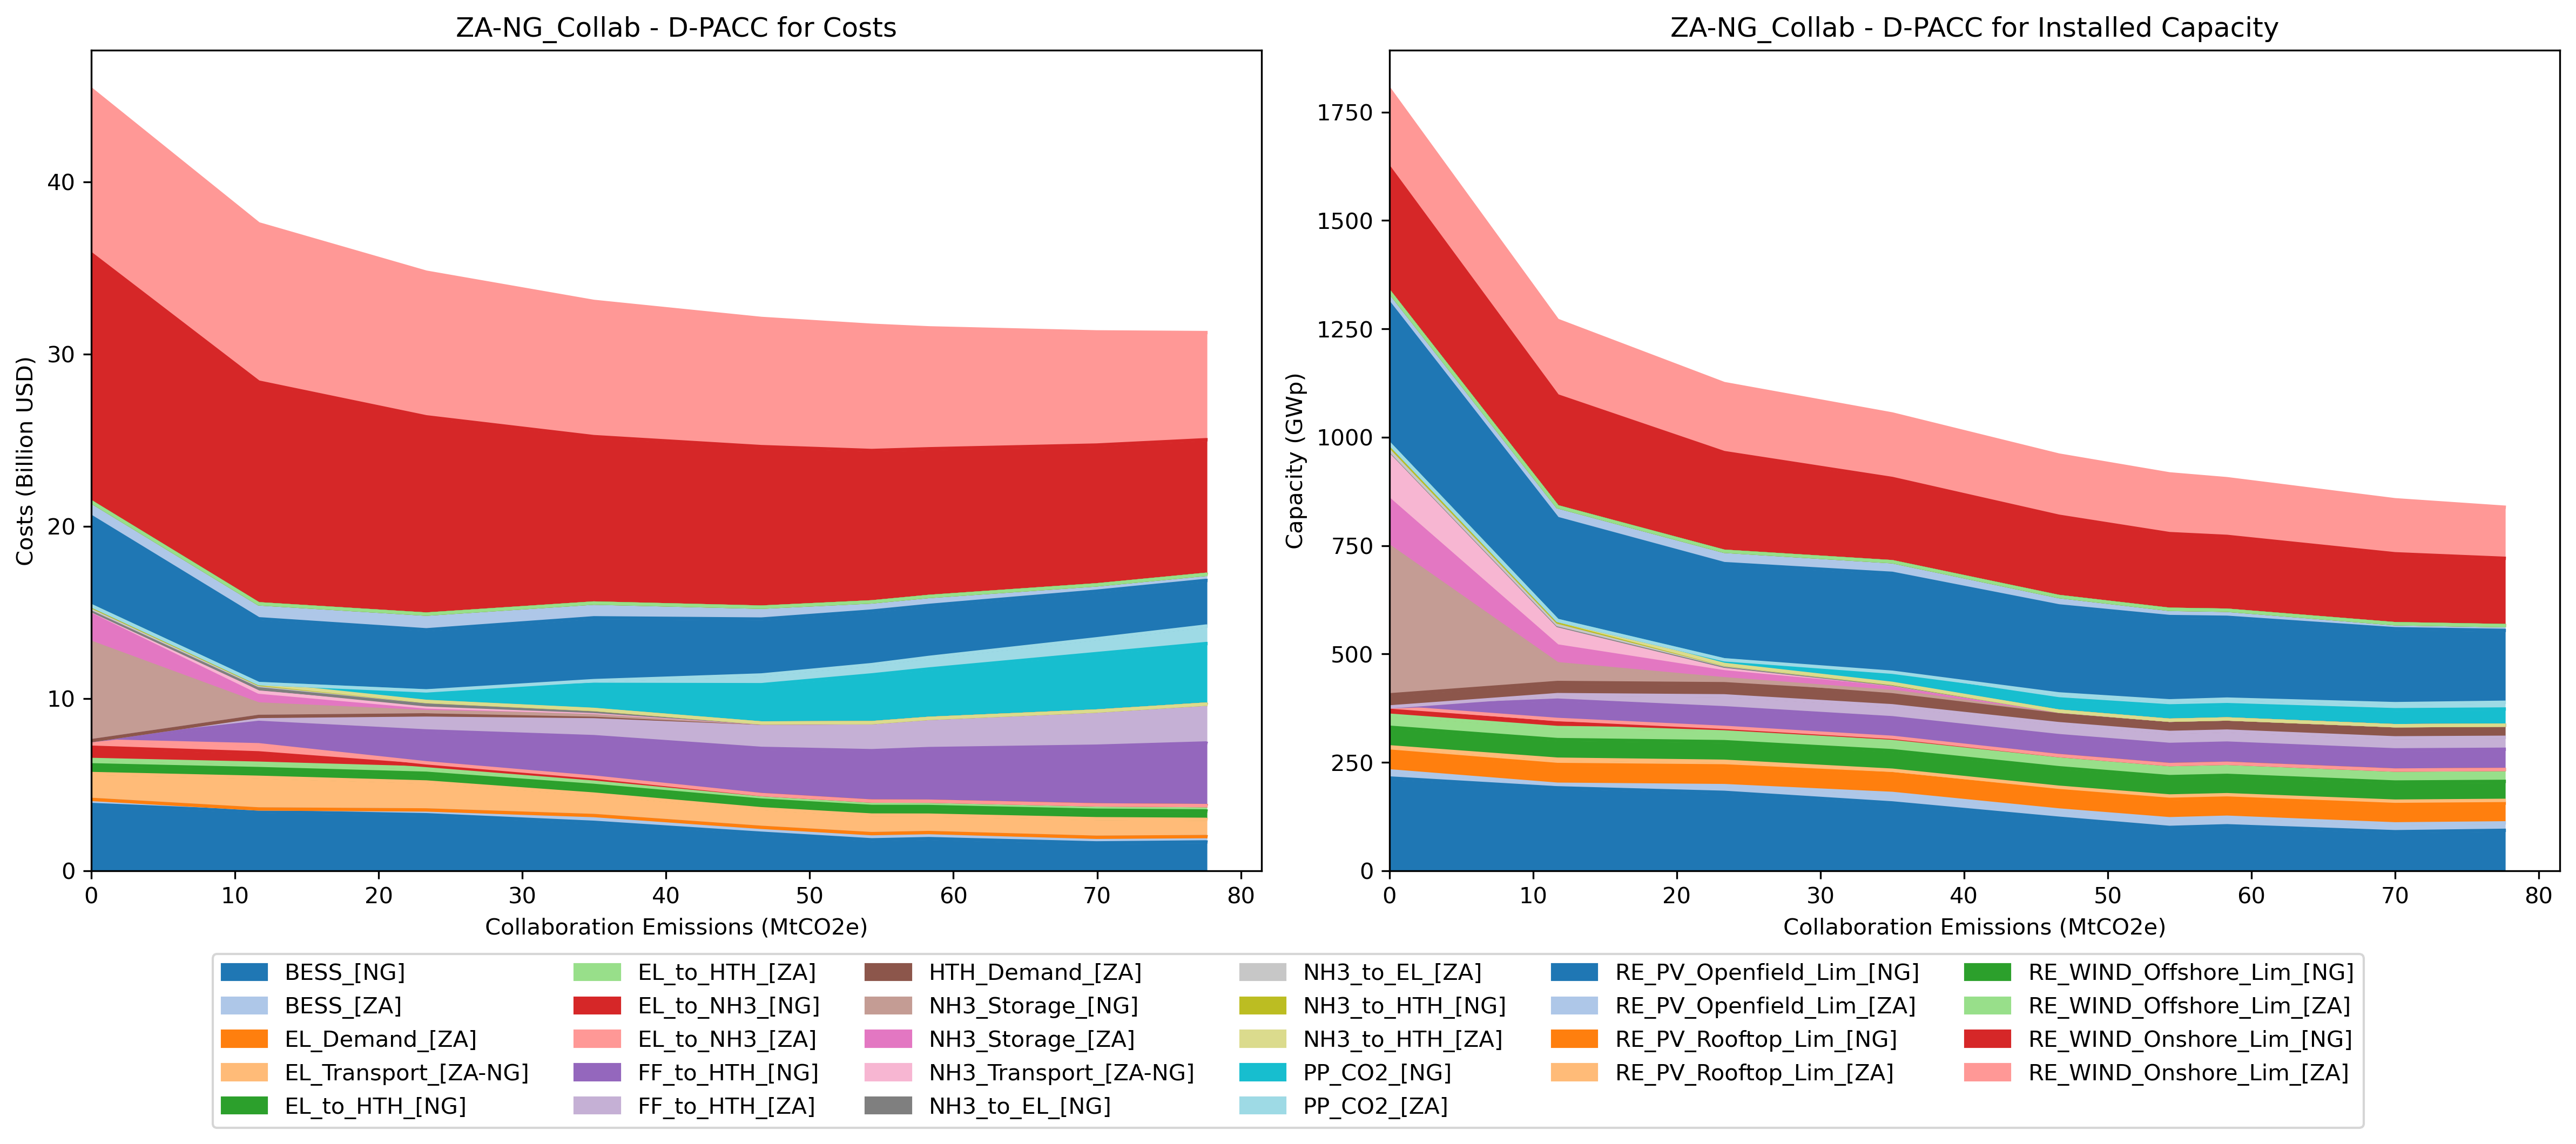 ZA-NG_Collab - D-PACC for Costs
Costs (Billion USD)
40
30
20
10
0
0 10 20 30 40 50 60 70 80
Collaboration Emissions (MtCO2e)
ZA-NG_Collab - D-PACC for Installed Capacity
Capacity (GWp)
1750
1500
1250
1000
750
500
250
0
0 10 20 30 40 50 60 70 80
Collaboration Emissions (MtCO2e)
BESS_[NG]
BESS_[ZA]
EL_Demand_[ZA]
EL_Transport_[ZA-NG]
EL_to_HTH_[NG]
EL_to_HTH_[ZA]
EL_to_NH3_[NG]
EL_to_NH3_[ZA]
FF_to_HTH_[NG]
FF_to_HTH_[ZA]
HTH_Demand_[ZA]
NH3_Storage_[NG]
NH3_Storage_[ZA]
NH3_Transport_[ZA-NG]
NH3_to_EL_[NG]
NH3_to_EL_[ZA]
NH3_to_HTH_[NG]
NH3_to_HTH_[ZA]
PP_CO2_[NG]
PP_CO2_[ZA]
RE_PV_Openfield_Lim_[NG]
RE_PV_Openfield_Lim_[ZA]
RE_PV_Rooftop_Lim_[NG]
RE_PV_Rooftop_Lim_[ZA]
RE_WIND_Offshore_Lim_[NG]
RE_WIND_Offshore_Lim_[ZA]
RE_WIND_Onshore_Lim_[NG]
RE_WIND_Onshore_Lim_[ZA]